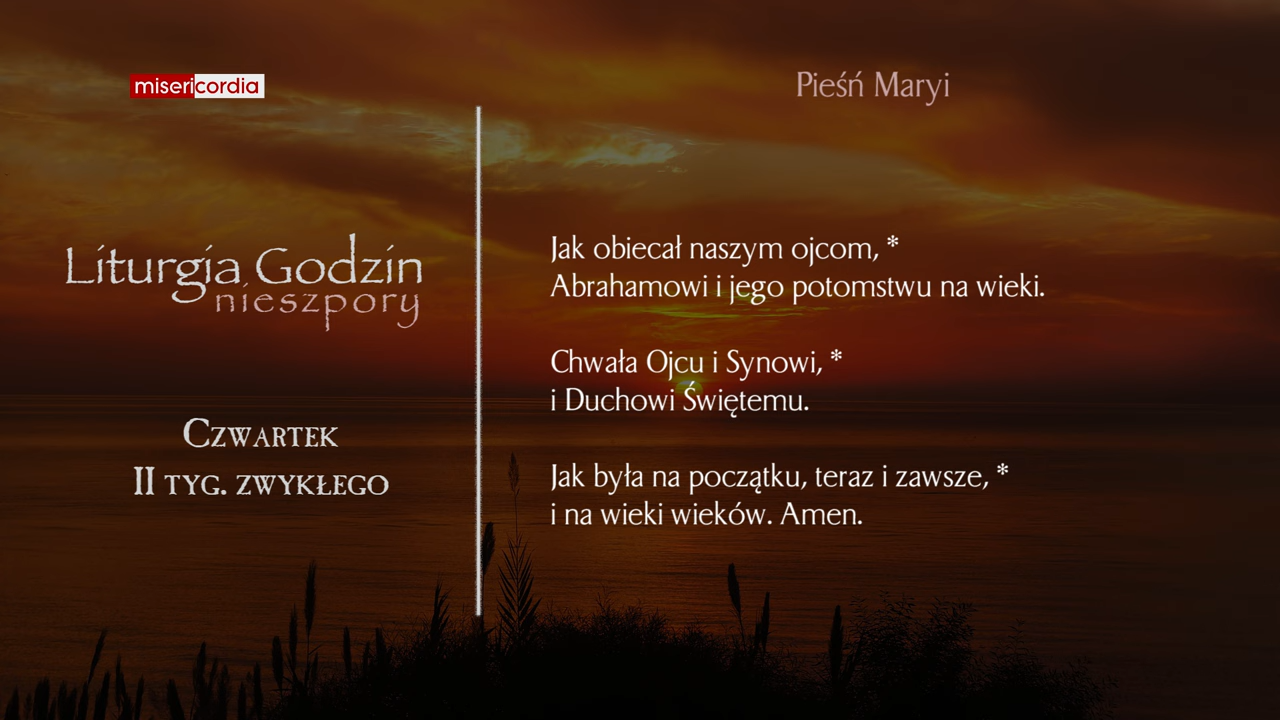 misericordia
Liturgia Godzin
nieszpory
Czwartek
II tyg. zwykłego
Pieśń Maryi
Jak obiecał naszym ojcom, *
Abrahamowi i jego potomstwu na wieki.
Chwała Ojcu i Synowi, *
i Duchowi Świętemu.
Jak była na początku, teraz i zawsze, *
i na wieki wieków. Amen.